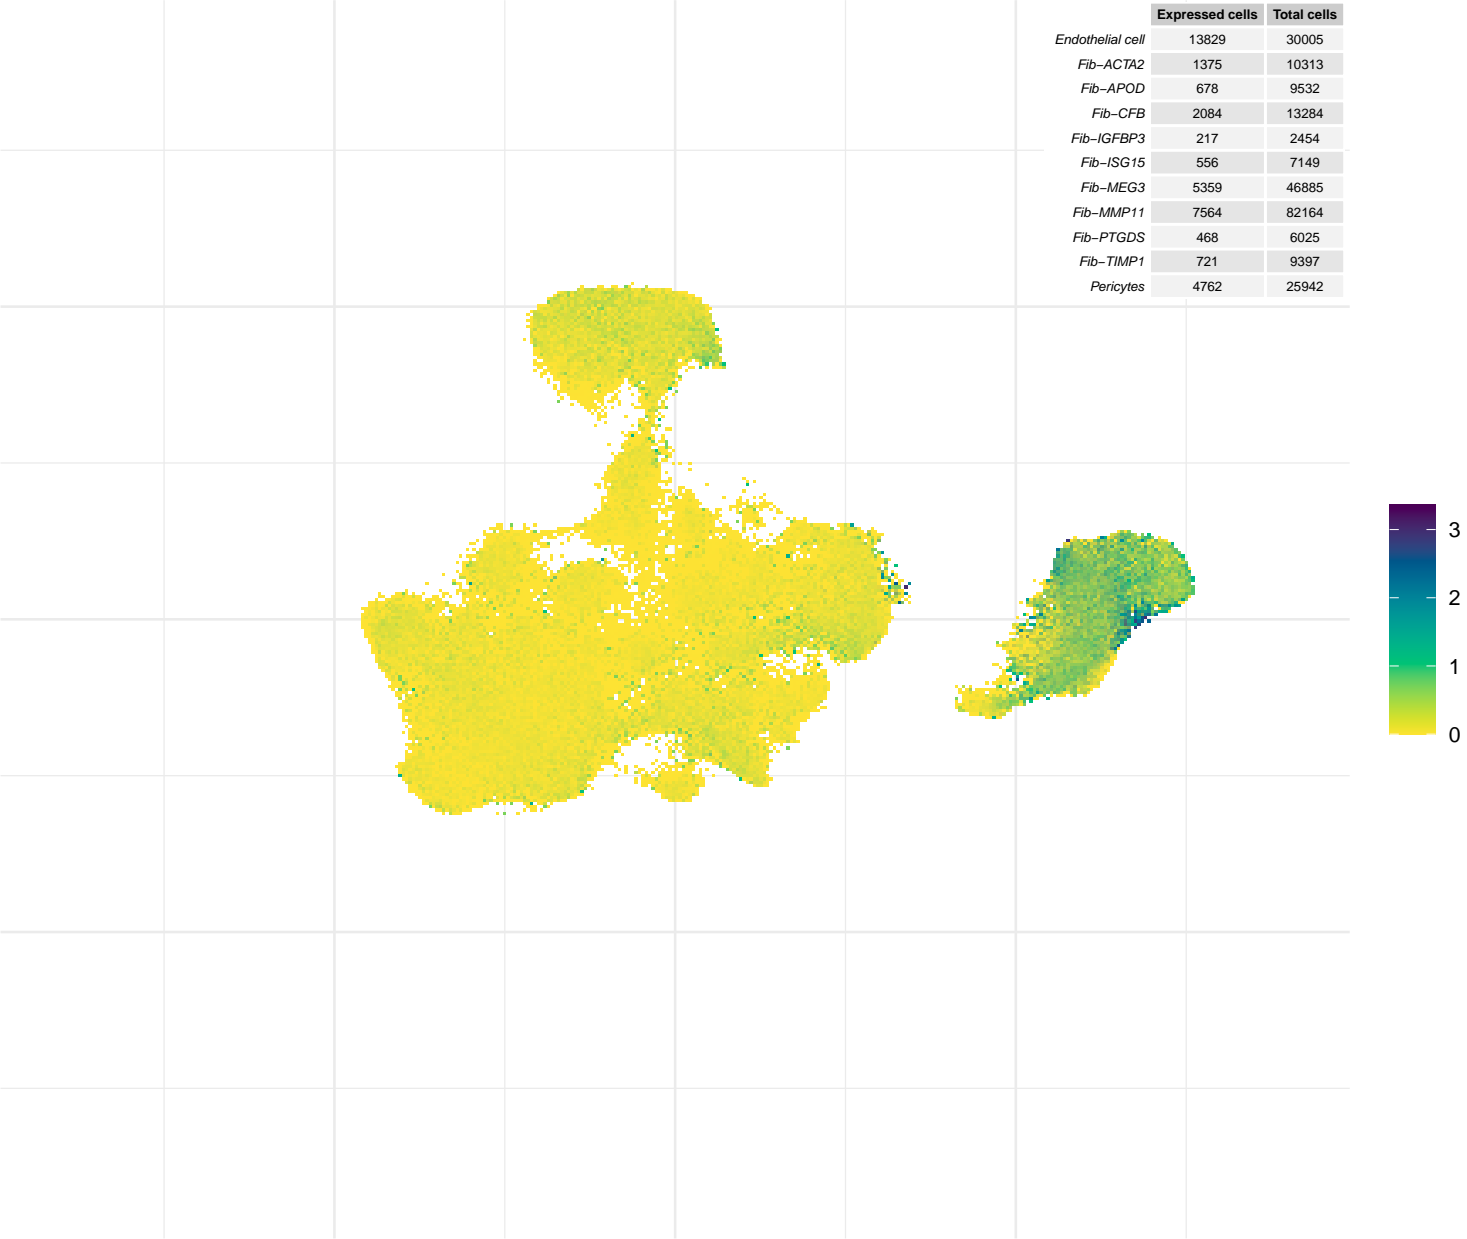 Expressed cells Total cells
Endothelial cell 13829 30005
Fib−ACTA2 1375 10313
Fib−APOD 678 9532
Fib−CFB 2084 13284
Fib−IGFBP3 217 2454
Fib−ISG15 556 7149
Fib−MEG3 5359 46885
Fib−MMP11 7564 82164
Fib−PTGDS 468 6025
Fib−TIMP1 721 9397
Pericytes 4762 25942
3
2
1
0